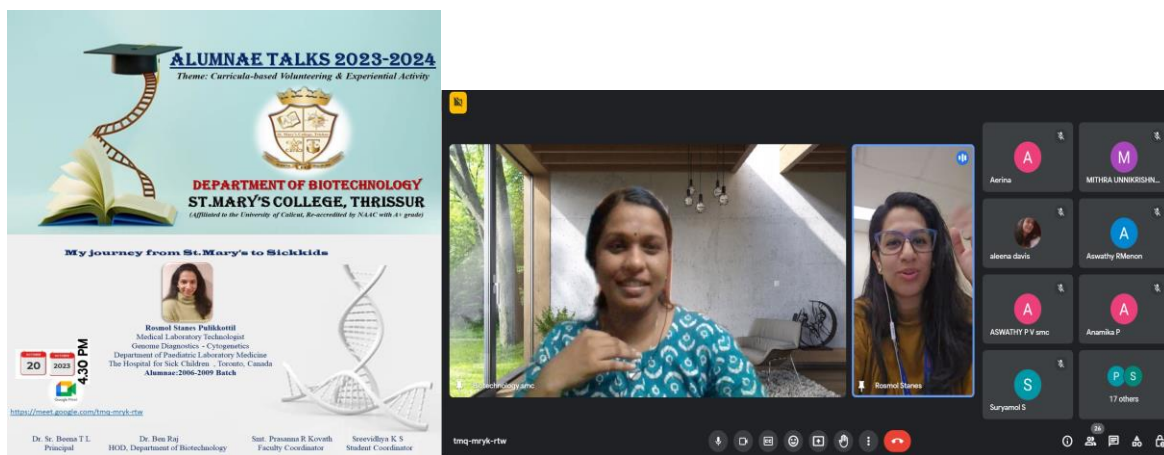 ALUMNAE TALKS 2023-2024
Theme: Curricula-based Volunteering & Experiential Activity
DEPARTMENT OF BIOTECHNOLOGY
ST.MARY'S COLLEGE, THRISSUR
(Affiliated to the University of Calicut, Re-accredited by NAAC with A+ grade)
My journey from St.Mary's to Sickkids
Rosmol Stanes Pulikkottil
Medical Laboratory Technologist
Genome Diagnostics - Cytogenetics
Department of Paediatric Laboratory Medicine
The Hospital for Sick Children , Toronto, Canada
Alumnae:2006-2009 Batch
OCTOBER
20
OCTOBER
2023
4.30 PM
Google Meet
https://meet.google.com/tmq-mryk-rtw
Dr. Sr. Beena T L
Principal
Dr. Ben Raj
HOD, Department of Biotechnology
Smt. Prasanna R Kovath
Faculty Coordinator
Sreevidhya K S
Student Coordinator
Biotechnology smc
Rosmol Stanes
A
Aerina
M
MITHRA UNNIKRISHN...
aleena davis
A
Aswathy RMenon
A
ASWATHY P V smc
A
Anamika P
S
Suryamol S
P S
17 others
tmq-mryk-rtw
26